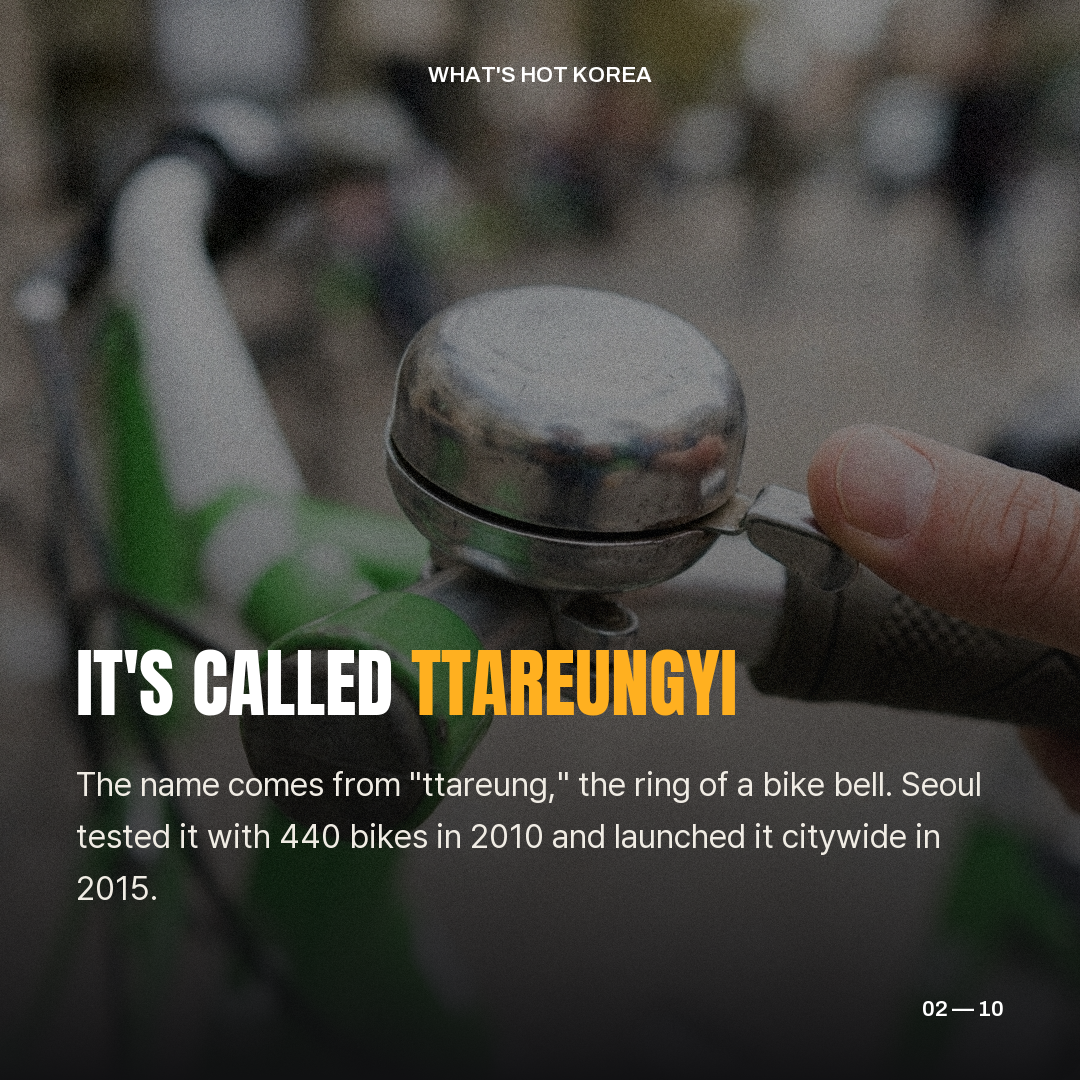 WHAT'S HOT KOREA
IT'S CALLED TTAREUNGYI
The name comes from "ttareung," the ring of a bike bell. Seoul
tested it with 440 bikes in 2010 and launched it citywide in
2015.
02 — 10